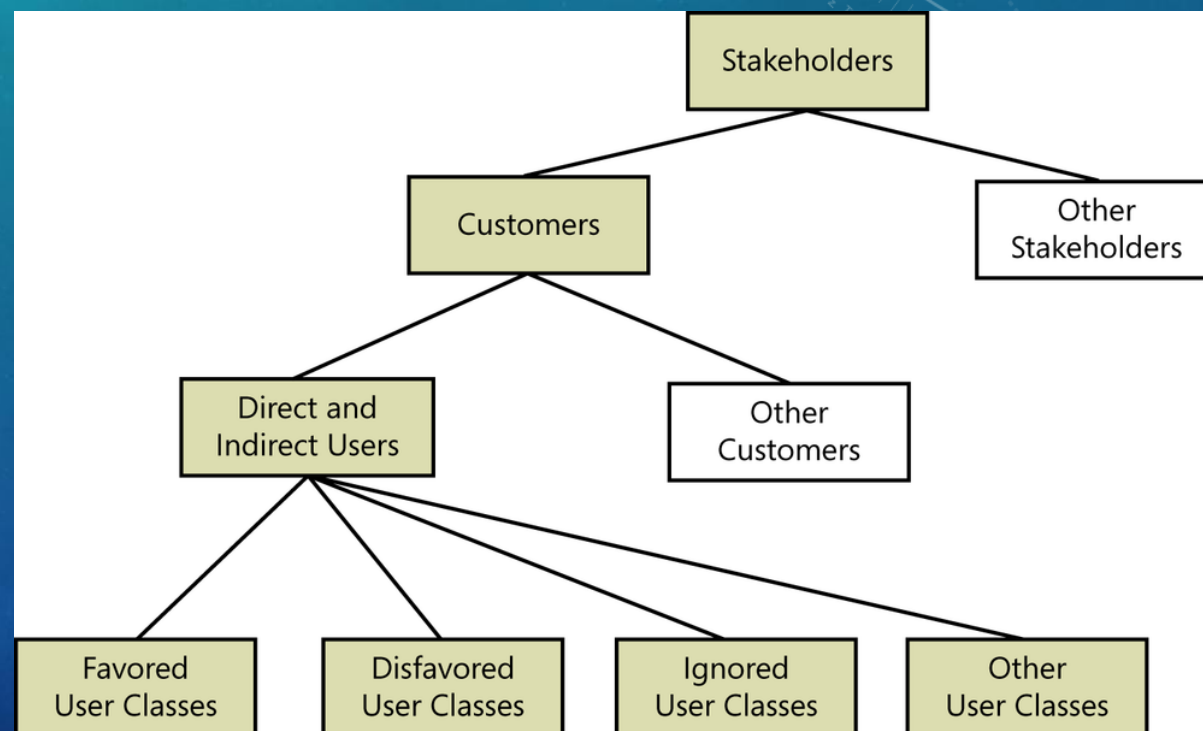 Stakeholders
Customers
Other
Stakeholders
Direct and
Indirect Users
Other
Customers
Favored
User Classes
Disfavored
User Classes
Ignored
User Classes
Other
User Classes